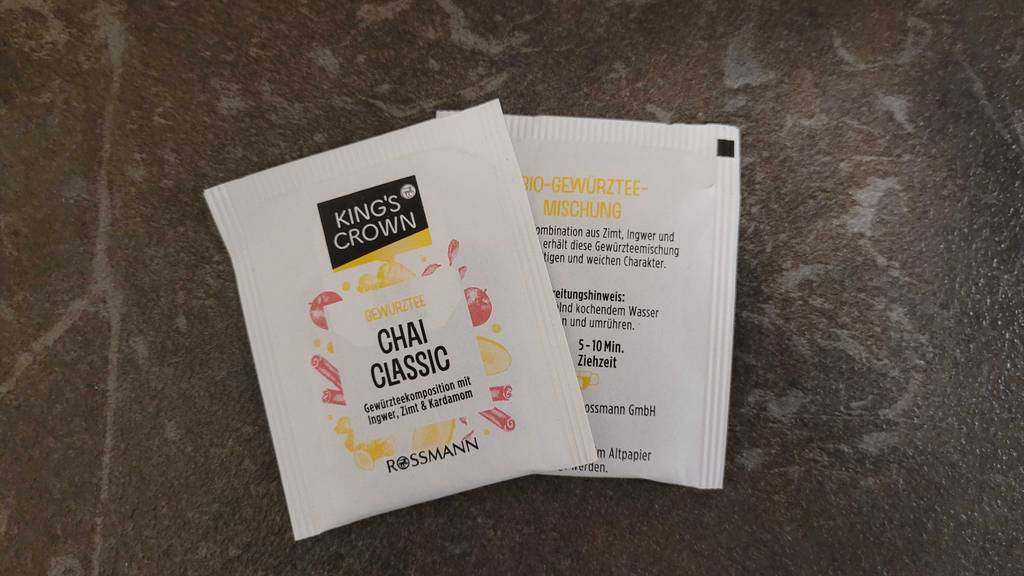 KING'S
CROWN
GEWÜRZTEE
CHAI
CLASSIC
Gewürzteekomposition mit
Ingwer, Zimt & Kardamom
ROSSMANN
BIO-GEWÜRZTEE-
MISCHUNG
ombination aus Zimt, Ingwer und
erhält diese Gewürzteemischung
tigen und weichen Charakter.
reitungshinweis:
nd kochendem Wasser
n und umrühren.
5-10 Min.
Ziehzeit
Rossmann GmbH
m Altpapier
werden.